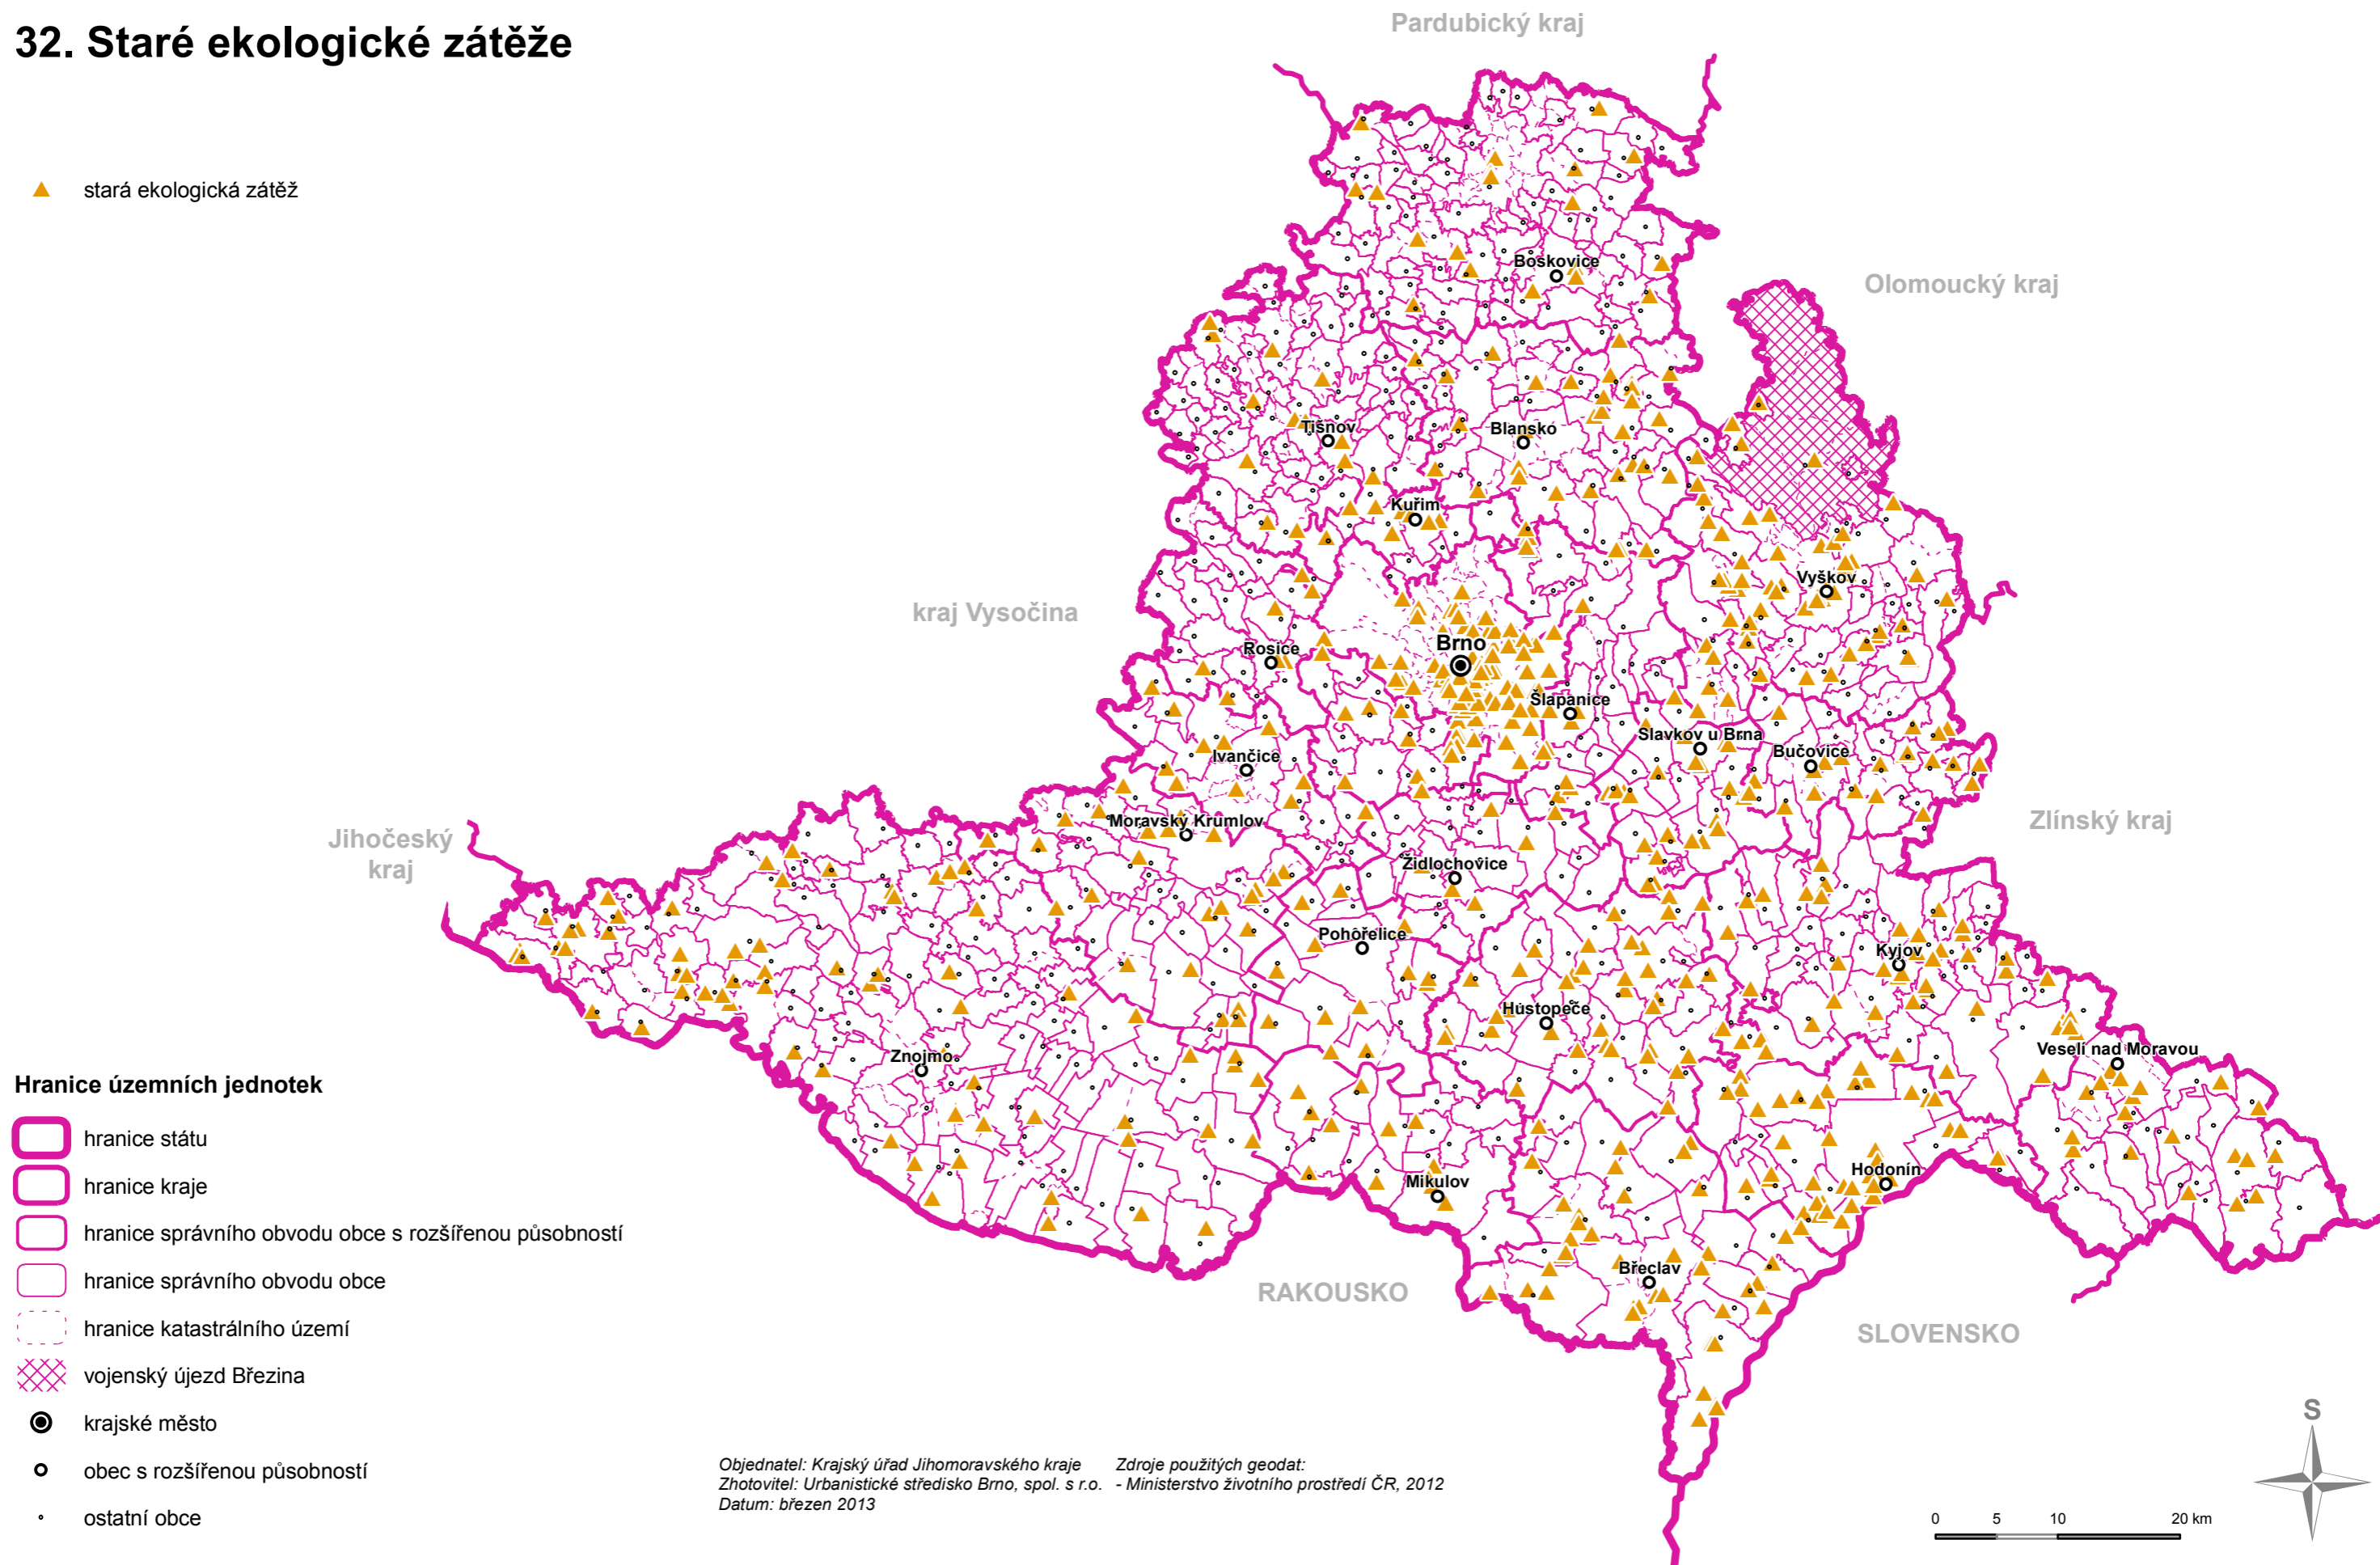 32. Staré ekologické zátěže
stará ekologická zátěž
Pardubický kraj
Olomoucký kraj
kraj Vysočina
Jihočeský
kraj
Zlínský kraj
RAKOUSKO
SLOVENSKO
Boskovice
Tišnov
Blansko
Kuřim
Vyškov
Brno
Rosice
Šlapanice
Slavkov u Brna
Bučovice
Ivančice
Moravský Krumlov
Židlochovice
Pohořelice
Kyjov
Hustopeče
Znojmo
Veselí nad Moravou
Hodonín
Mikulov
Břeclav
Hranice územních jednotek
hranice státu
hranice kraje
hranice správního obvodu obce s rozšířenou působností
hranice správního obvodu obce
hranice katastrálního území
vojenský újezd Březina
krajské město
obec s rozšířenou působností
ostatní obce
Objednatel: Krajský úřad Jihomoravského kraje
Zhotovitel: Urbanistické středisko Brno, spol. s r.o.
Datum: březen 2013
Zdroje použitých geodat:
- Ministerstvo životního prostředí ČR, 2012
S
0 5 10 20 km